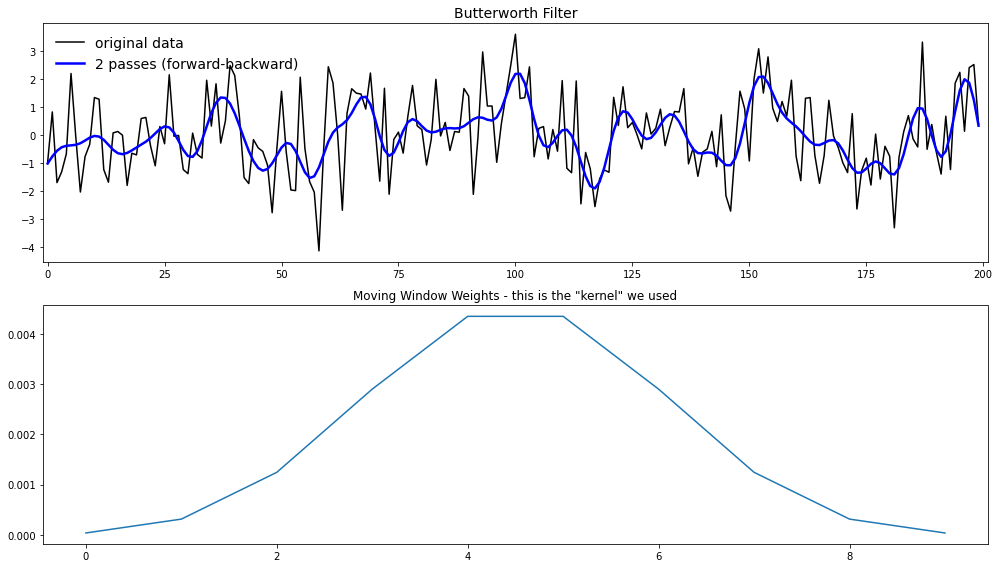 Butterworth Filter
original data
2 passes (forward-backward)
3
2
1
0
−1
−2
−3
−4
0 25 50 75 100 125 150 175 200
Moving Window Weights - this is the "kernel" we used
0.004
0.003
0.002
0.001
0.000
0 2 4 6 8